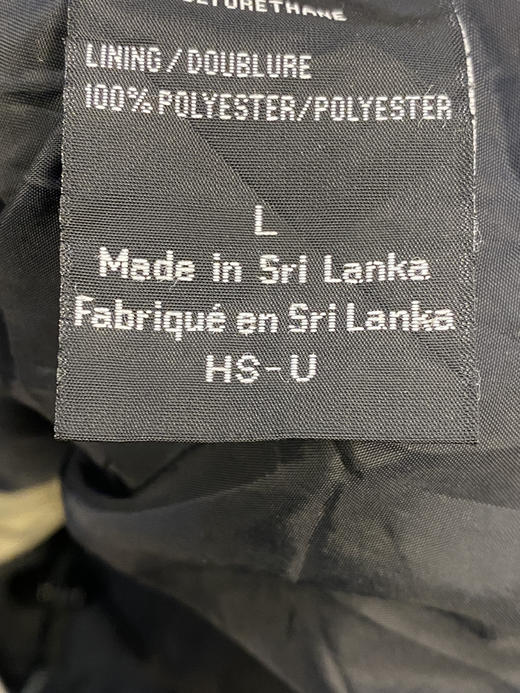 LINING/DOUBLURE
100% POLYESTER/POLYESTER
L
Made in Sri Lanka
Fabriqué en Sri Lanka
HS-U